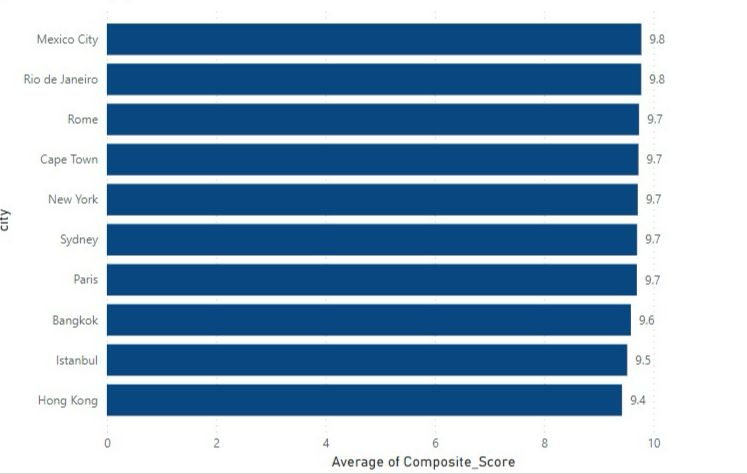 city
Mexico City 9.8
Rio de Janeiro 9.8
Rome 9.7
Cape Town 9.7
New York 9.7
Sydney 9.7
Paris 9.7
Bangkok 9.6
Istanbul 9.5
Hong Kong 9.4
0 2 4 6 8 10
Average of Composite_Score